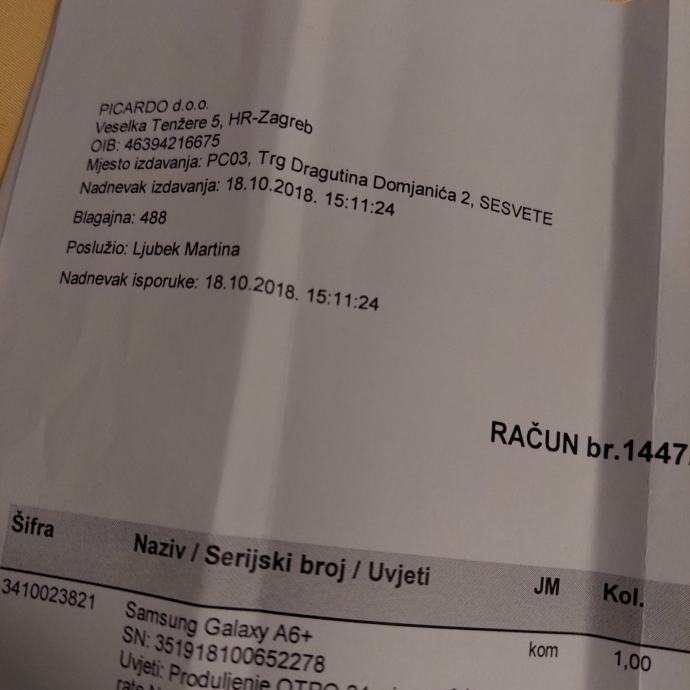 PICARDO d.o.o.
Veselka Tenžere 5, HR-Zagreb
OIB: 46394216675
Mjesto izdavanja: PC03, Trg Dragutina Domjanića 2, SESVETE
Nadnevak izdavanja: 18.10.2018. 15:11:24
Blagajna: 488
Poslužio: Ljubek Martina
Nadnevak isporuke: 18.10.2018. 15:11:24
RAČUN br.1447
Šifra Naziv / Serijski broj / Uvjeti JM Kol.
3410023821 Samsung Galaxy A6+ kom 1,00
SN: 351918100652278
Uvjeti: Produljenje OTPO